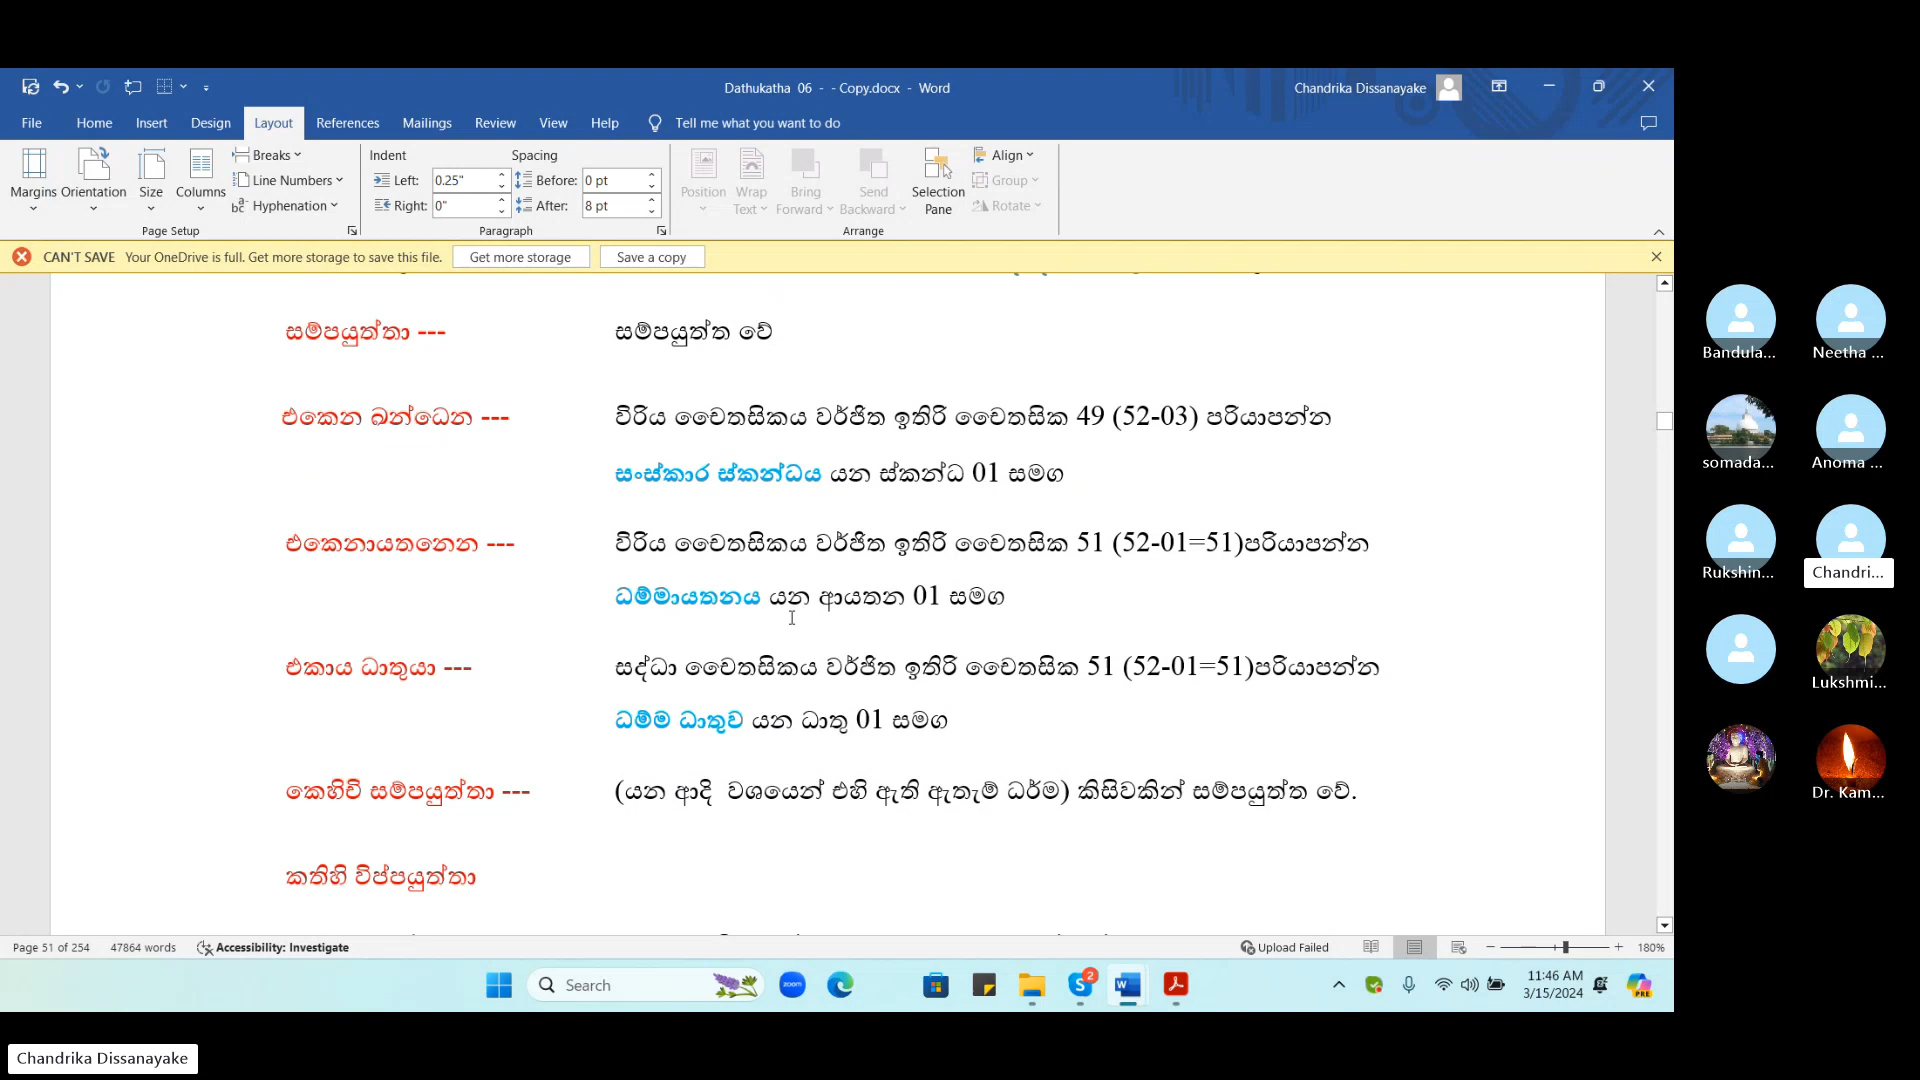 Dathukatha 06 - - Copy.docx - Word
Chandrika Dissanayake
File Home Insert Design Layout References Mailings Review View Help Tell me what you want to do
Margins Orientation Size Columns
Breaks
Line Numbers
Hyphenation
Page Setup
Indent Spacing
Left: 0.25" Before: 0 pt
Right: 0" After: 8 pt
Paragraph
Position Wrap Text Bring Forward Send Backward Selection Pane
Align
Group
Rotate
Arrange
CAN'T SAVE Your OneDrive is full. Get more storage to save this file. Get more storage Save a copy
සම්පයුත්තා --- සම්පයුත්ත වේ
එකෙන ඛන්ධෙන --- විරිය චෛතසිකය වර්ජිත ඉතිරි චෛතසික 49 (52-03) පරියාපන්න
සංස්කාර ස්කන්ධය යන ස්කන්ධ 01 සමග
එකෙනායතනෙන --- විරිය චෛතසිකය වර්ජිත ඉතිරි චෛතසික 51 (52-01=51)පරියාපන්න
ධම්මායතනය යන ආයතන 01 සමග
එකාය ධාතුයා --- සද්ධා චෛතසිකය වර්ජිත ඉතිරි චෛතසික 51 (52-01=51)පරියාපන්න
ධම්ම ධාතුව යන ධාතු 01 සමග
කෙහිචි සම්පයුත්තා --- (යන ආදි වශයෙන් එහි ඇති ඇතැම් ධර්ම) කිසිවකින් සම්පයුත්ත වේ.
කතිහි විප්පයුත්තා
Page 51 of 254 47864 words Accessibility: Investigate Upload Failed 180%
Search
zoom
2
PRE
11:46 AM
3/15/2024
Bandula... Neetha ...
somada... Anoma ...
Rukshin... Chandri...
Lukshmi...
Dr. Kam...
Chandrika Dissanayake